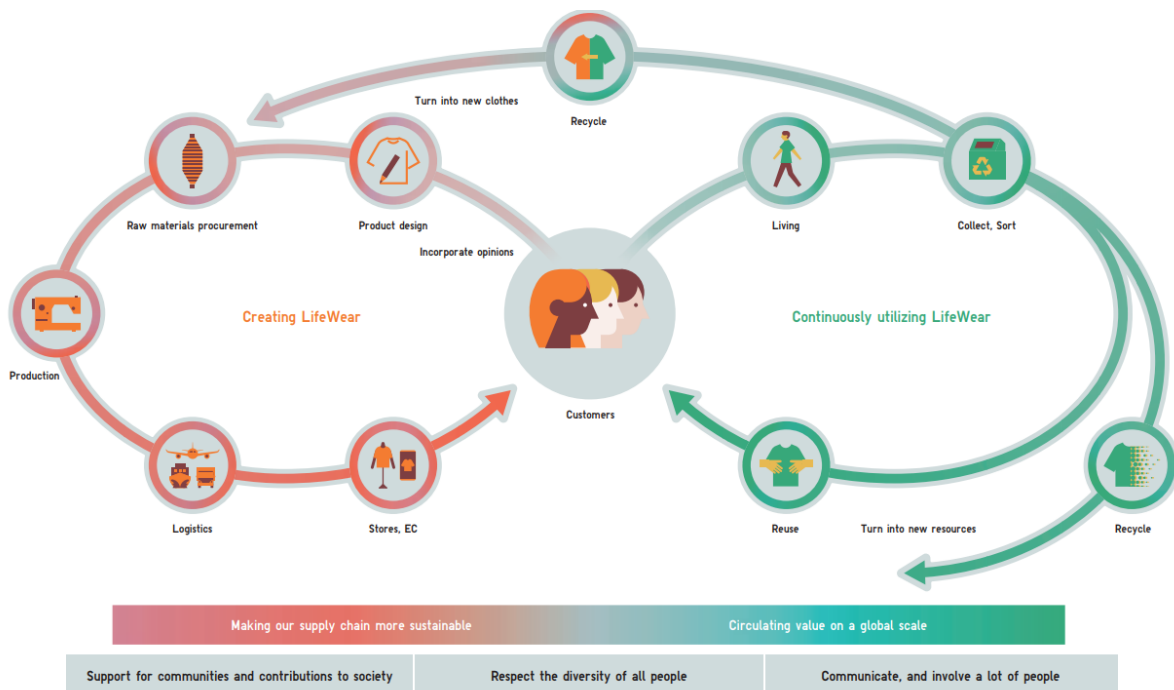 Turn into new clothes
Recycle
Raw materials procurement
Product design
Living
Collect, Sort
Incorporate opinions
Creating LifeWear
Continuously utilizing LifeWear
Production
Customers
Logistics
Stores, EC
Reuse
Turn into new resources
Recycle
Making our supply chain more sustainable
Circulating value on a global scale
Support for communities and contributions to society
Respect the diversity of all people
Communicate, and involve a lot of people